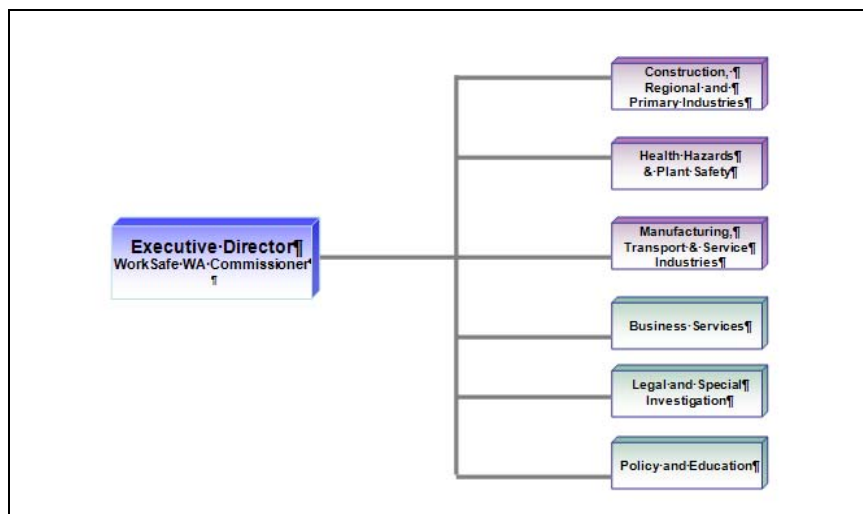 Construction,·¶
Regional·and·¶
Primary·Industries¶
Health·Hazards¶
&·Plant·Safety¶
Executive·Director¶
WorkSafe·WA·Commissioner¶
¶
Manufacturing,¶
Transport·&·Service¶
Industries¶
Business·Services¶
Legal·and·Special¶
Investigation¶
Policy·and·Education¶